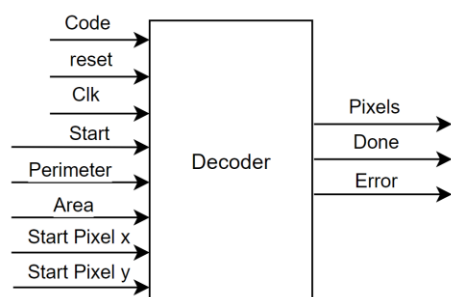 Code
reset
Clk
Start
Perimeter
Area
Start Pixel x
Start Pixel y
Decoder
Pixels
Done
Error